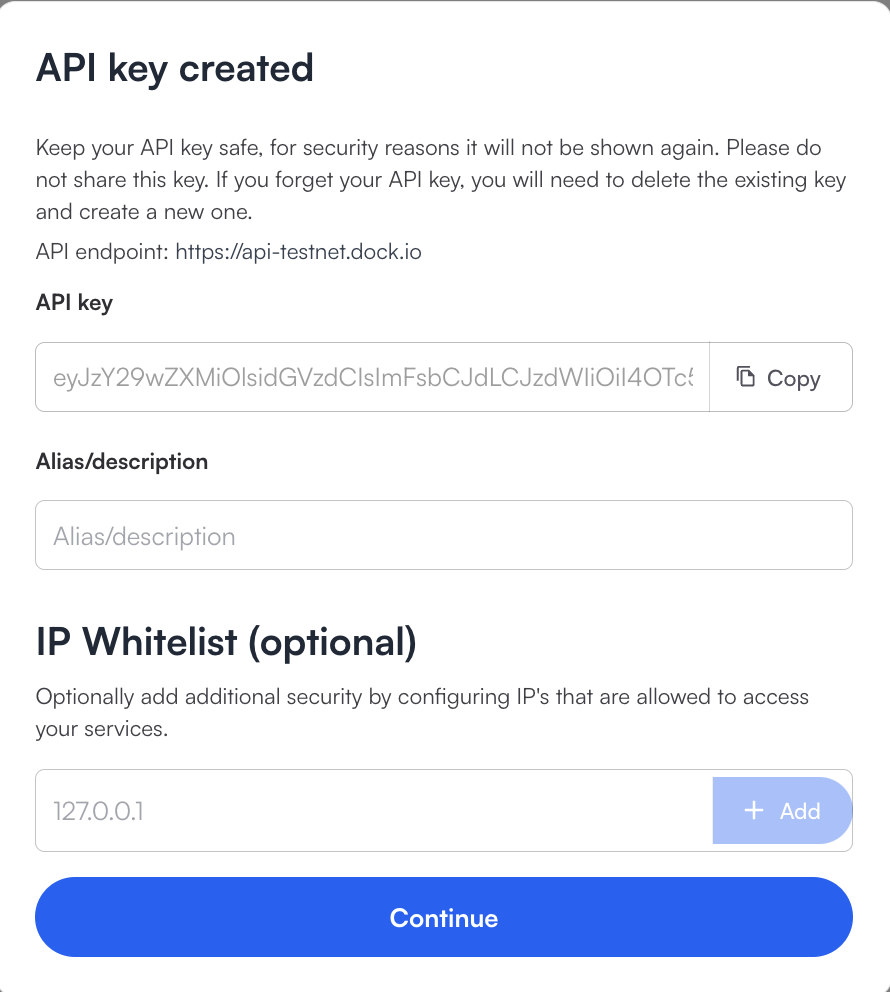 API key created
Keep your API key safe, for security reasons it will not be shown again. Please do
not share this key. If you forget your API key, you will need to delete the existing key
and create a new one.
API endpoint: https://api-testnet.dock.io
API key
eyJzY29wZXMiOlsidGVzdCIsImFsbCJdLCJzdWIiOiI4OTc5
Copy
Alias/description
Alias/description
IP Whitelist (optional)
Optionally add additional security by configuring IP's that are allowed to access
your services.
127.0.0.1
+ Add
Continue